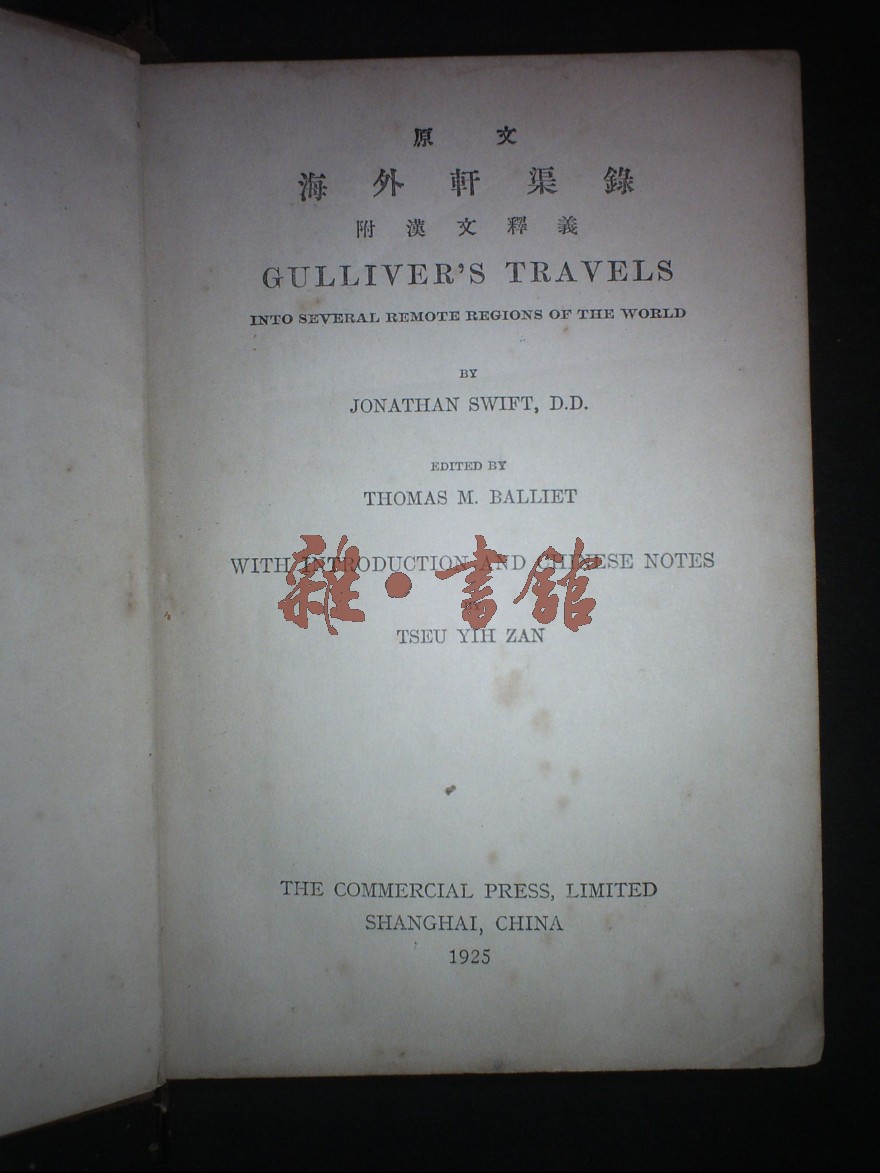 原文
海外軒渠錄
附漢文釋義
GULLIVER'S TRAVELS
INTO SEVERAL REMOTE REGIONS OF THE WORLD
BY
JONATHAN SWIFT, D.D.
EDITED BY
THOMAS M. BALLIET
WITH INTRODUCTION AND CHINESE NOTES
BY
TSEU YIH ZAN
雜·書館
THE COMMERCIAL PRESS, LIMITED
SHANGHAI, CHINA
1925